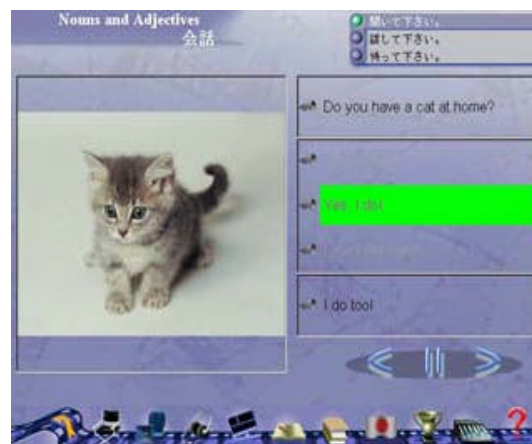 Nouns and Adjectives
会話
聞いて下さい。
話して下さい。
待って下さい。
Do you have a cat at home?
Yes, I do!
I do too!
?